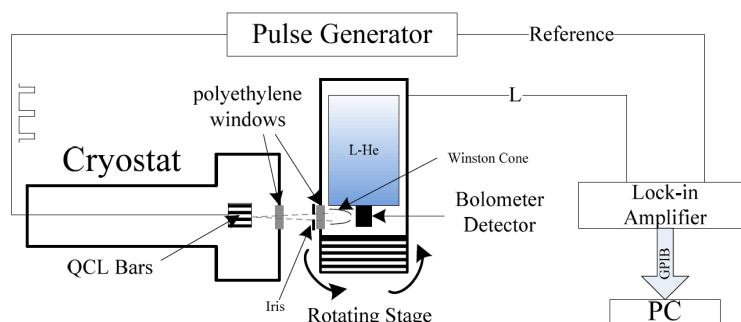 Pulse Generator
Reference
polyethylene
windows
L
L-He
Cryostat
Winston Cone
Bolometer
Detector
Lock-in
Amplifier
QCL Bars
Iris
GPIB
Rotating Stage
PC